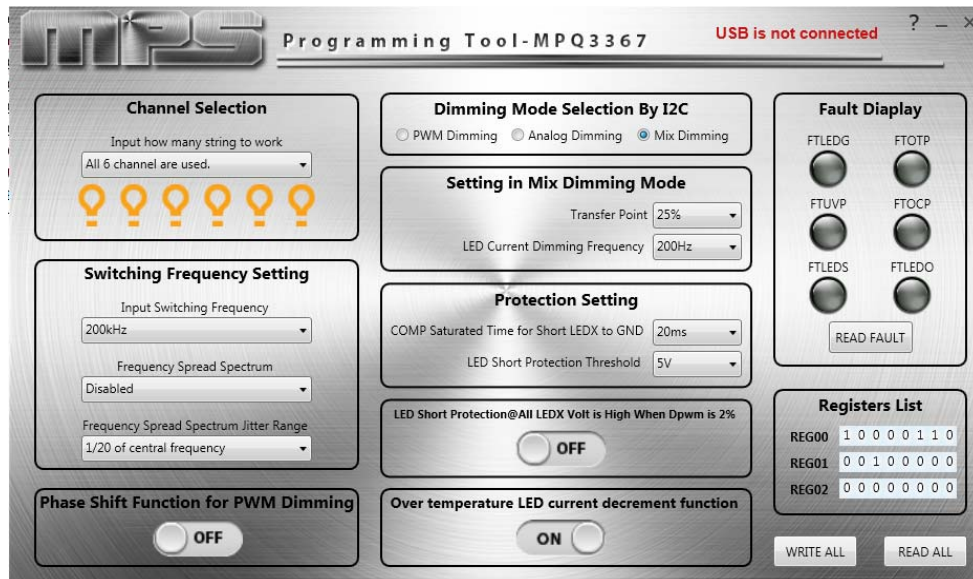 MPS Programming Tool-MPQ3367
USB is not connected
? – ×
Channel Selection
Input how many string to work
All 6 channel are used.
Switching Frequency Setting
Input Switching Frequency
200kHz
Frequency Spread Spectrum
Disabled
Frequency Spread Spectrum Jitter Range
1/20 of central frequency
Phase Shift Function for PWM Dimming
OFF
Dimming Mode Selection By I2C
PWM Dimming Analog Dimming Mix Dimming
Setting in Mix Dimming Mode
Transfer Point 25%
LED Current Dimming Frequency 200Hz
Protection Setting
COMP Saturated Time for Short LEDX to GND 20ms
LED Short Protection Threshold 5V
LED Short Protection@All LEDX Volt is High When Dpwm is 2%
OFF
Over temperature LED current decrement function
ON
Fault Diaplay
FTLEDG FTOTP
FTUVP FTOCP
FTLEDS FTLEDO
READ FAULT
Registers List
REG00 1 0 0 0 0 1 1 0
REG01 0 0 1 0 0 0 0 0
REG02 0 0 0 0 0 0 0 0
WRITE ALL READ ALL